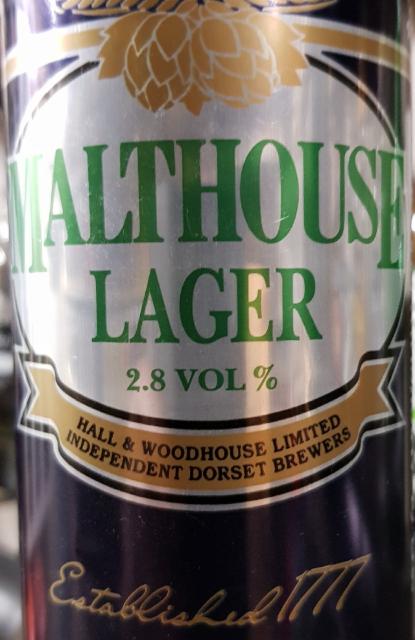 MALTHOUSE
LAGER
2.8 VOL %
HALL & WOODHOUSE LIMITED
INDEPENDENT DORSET BREWERS
Established 1777